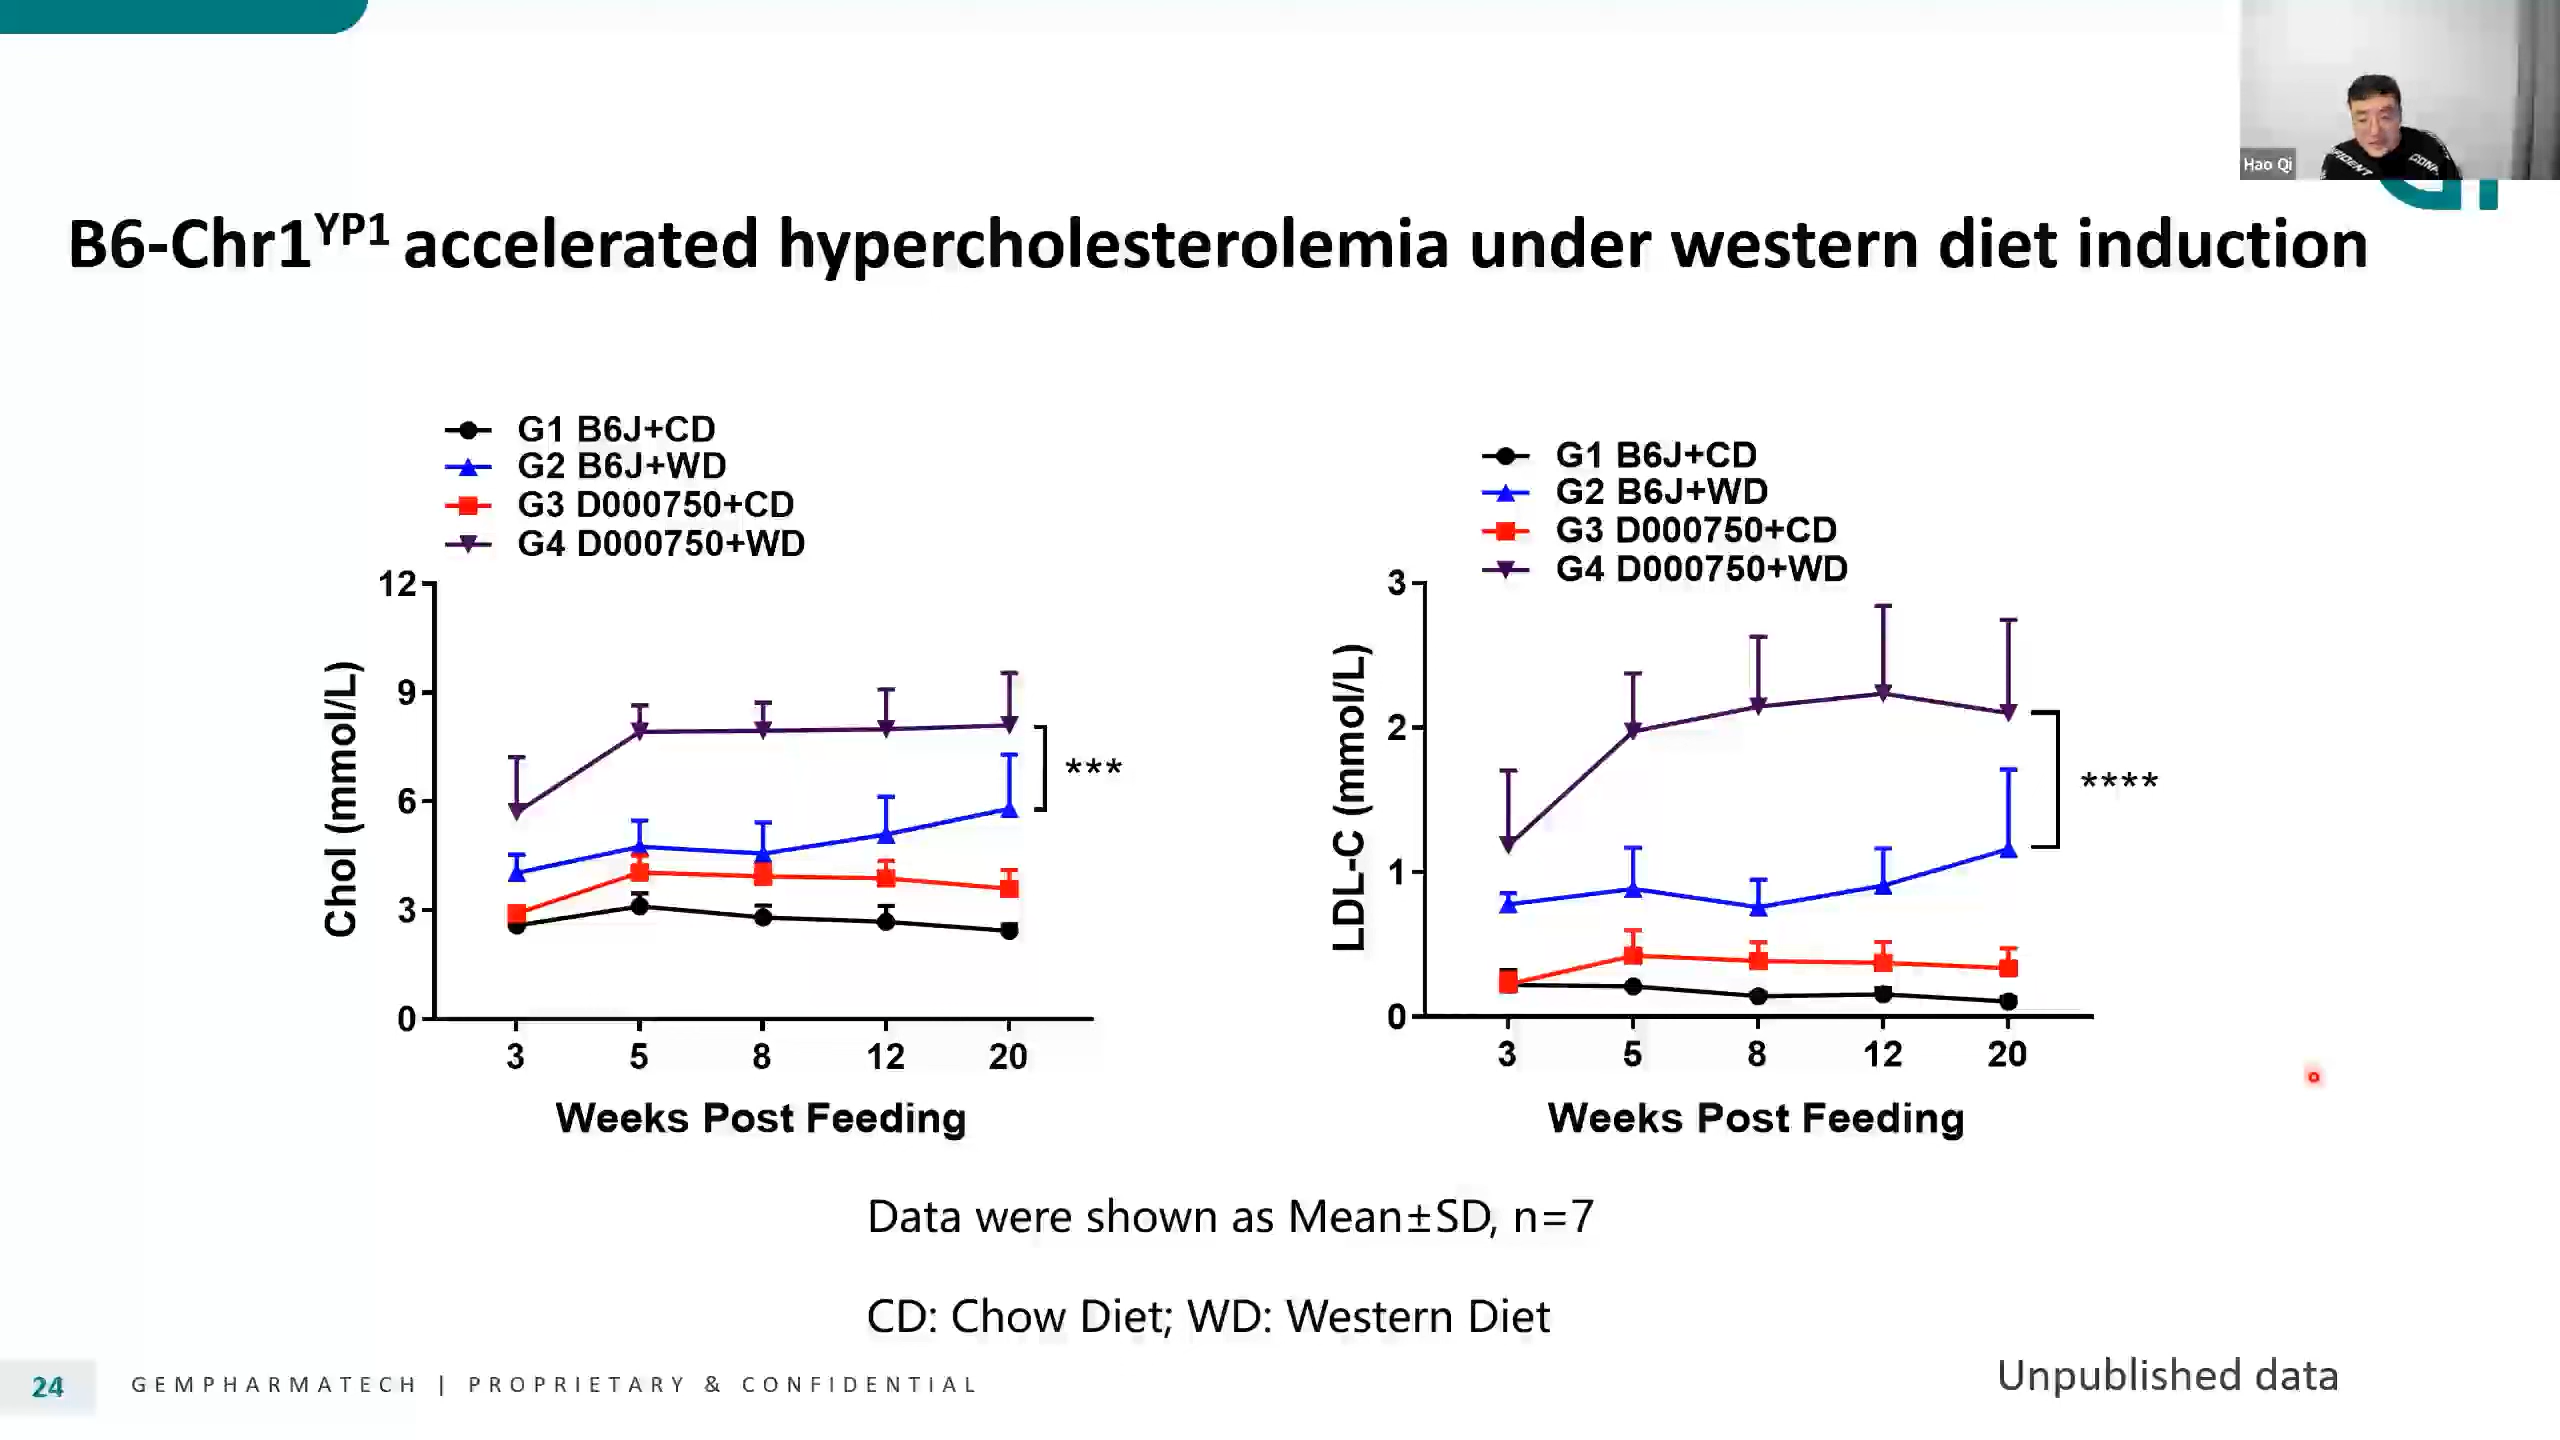 Hao Qi
B6-Chr1YP1 accelerated hypercholesterolemia under western diet induction
G1 B6J+CD
G2 B6J+WD
G3 D000750+CD
G4 D000750+WD
12
9
6
3
0
Chol (mmol/L)
***
3 5 8 12 20
Weeks Post Feeding
G1 B6J+CD
G2 B6J+WD
G3 D000750+CD
G4 D000750+WD
3
2
1
0
LDL-C (mmol/L)
****
3 5 8 12 20
Weeks Post Feeding
Data were shown as Mean±SD, n=7
CD: Chow Diet; WD: Western Diet
Unpublished data
24 GEMPHARMATECH | PROPRIETARY & CONFIDENTIAL